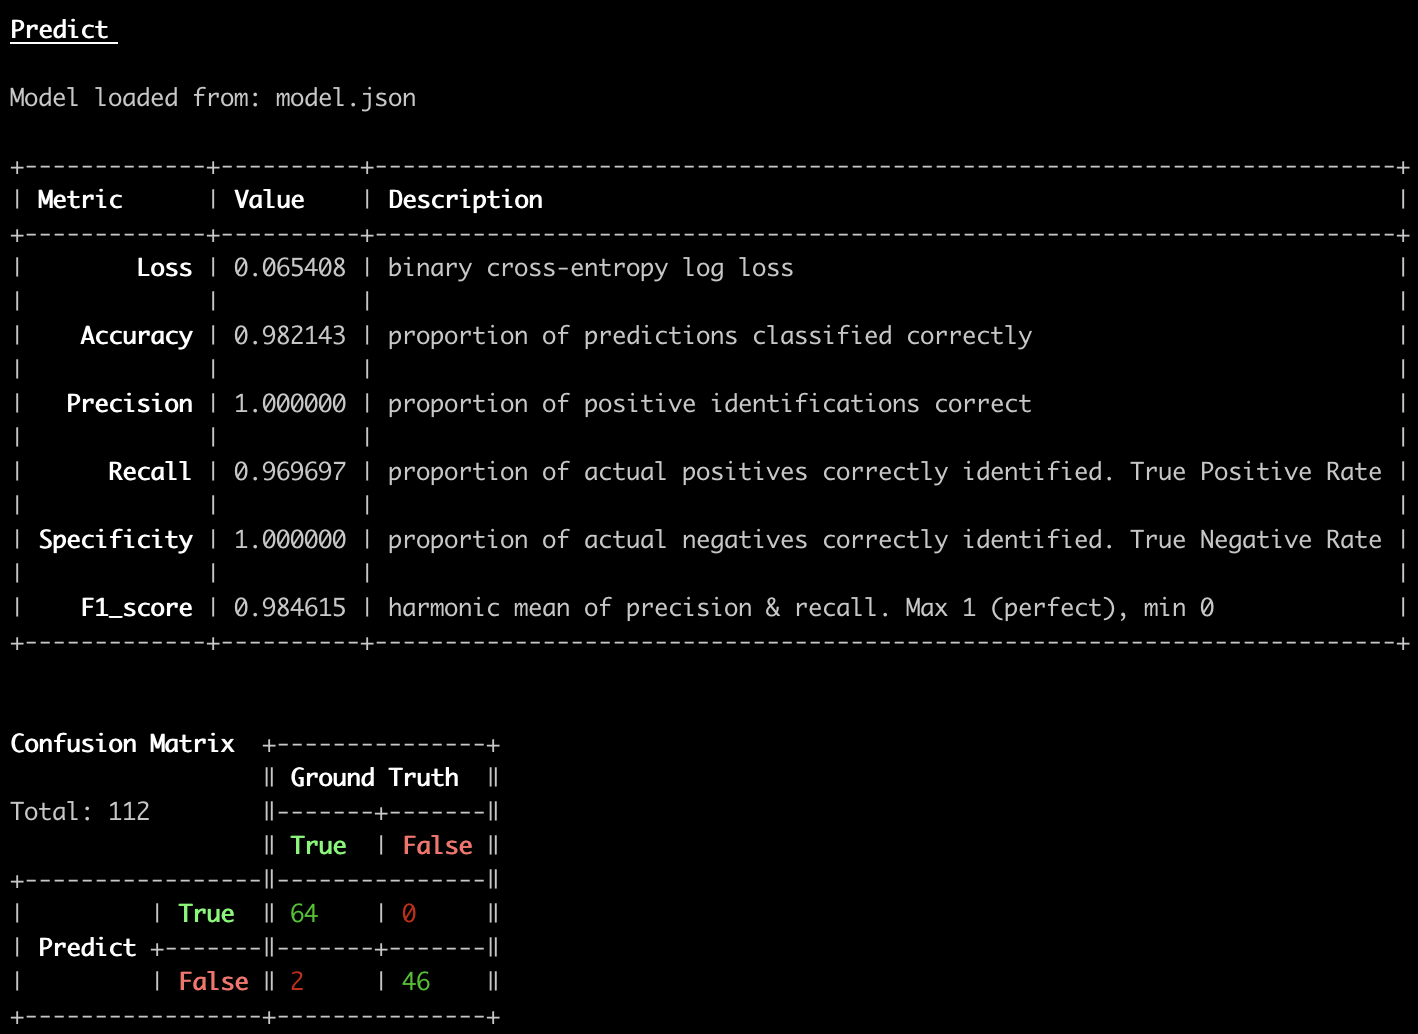 Predict
Model loaded from: model.json
+-------------+----------+-------------------------------------------------------------------------+
| Metric      | Value    | Description                                                             |
+-------------+----------+-------------------------------------------------------------------------+
|        Loss | 0.065408 | binary cross-entropy log loss                                           |
|             |          |                                                                         |
|    Accuracy | 0.982143 | proportion of predictions classified correctly                          |
|             |          |                                                                         |
|   Precision | 1.000000 | proportion of positive identifications correct                          |
|             |          |                                                                         |
|      Recall | 0.969697 | proportion of actual positives correctly identified. True Positive Rate |
|             |          |                                                                         |
| Specificity | 1.000000 | proportion of actual negatives correctly identified. True Negative Rate |
|             |          |                                                                         |
|    F1_score | 0.984615 | harmonic mean of precision & recall. Max 1 (perfect), min 0             |
+-------------+----------+-------------------------------------------------------------------------+
Confusion Matrix  +---------------+
                  ‖ Ground Truth  ‖
Total: 112        ‖-------+-------‖
                  ‖ True  | False ‖
+-----------------‖---------------‖
|         | True  ‖ 64    | 0     ‖
| Predict +-------‖-------+-------‖
|         | False ‖ 2     | 46    ‖
+-----------------+---------------+